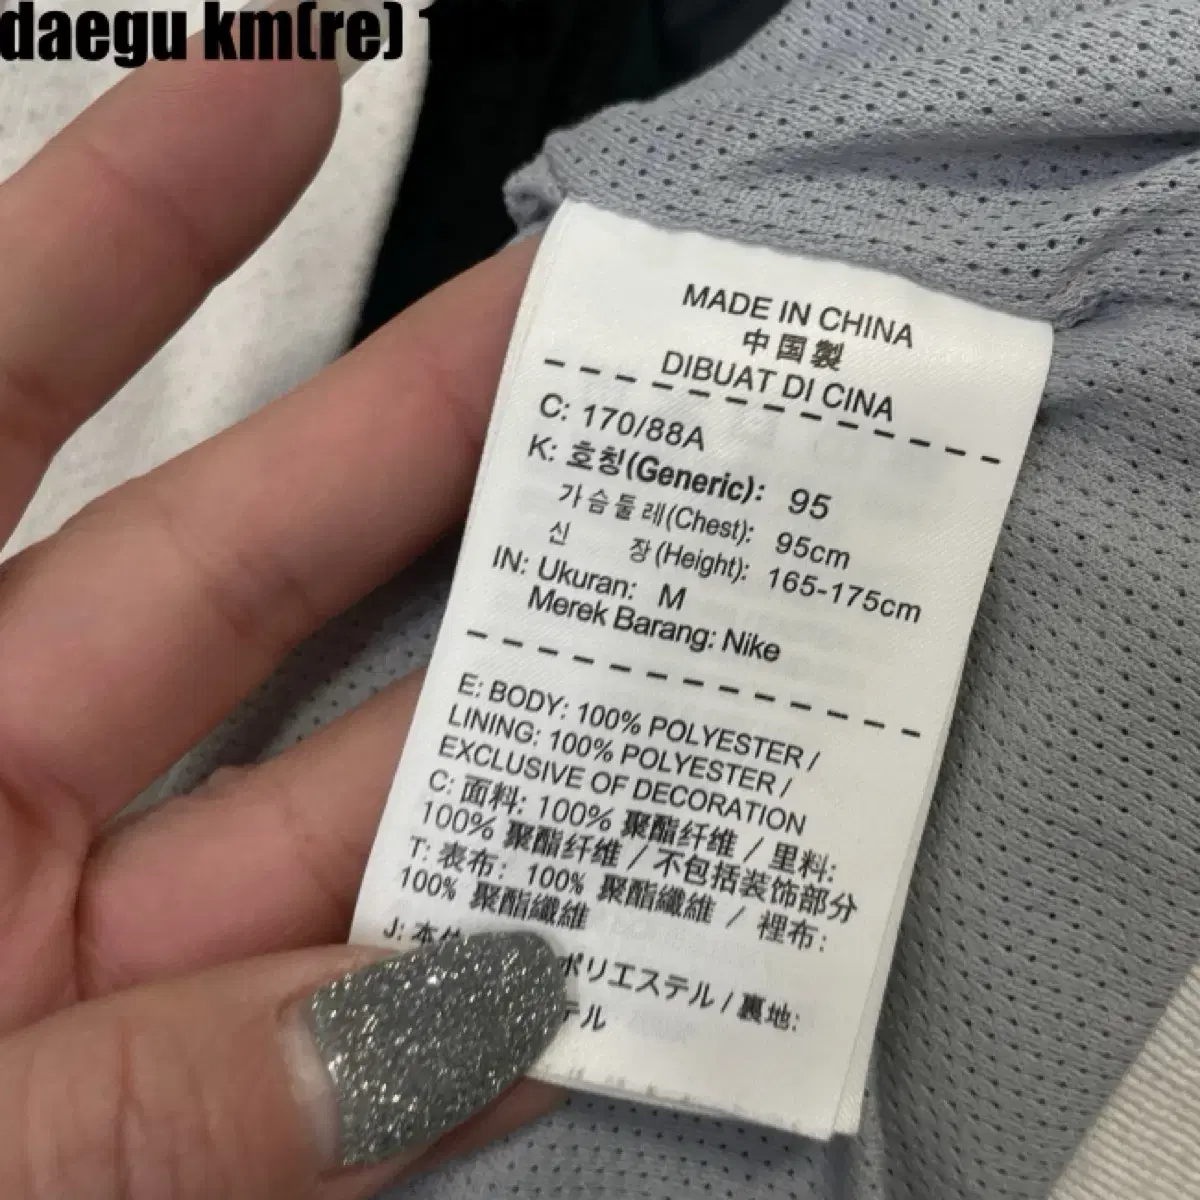 daegu km(re)
MADE IN CHINA
中国製
DIBUAT DI CINA
C: 170/88A
K: 호칭(Generic): 95
가슴둘레(Chest): 95cm
신 장(Height): 165-175cm
IN: Ukuran: M
Merek Barang: Nike
E: BODY: 100% POLYESTER /
LINING: 100% POLYESTER /
EXCLUSIVE OF DECORATION
C: 面料: 100% 聚酯纤维 / 里料:
100% 聚酯纤维 / 不包括装饰部分
T: 表布: 100% 聚酯纖維 / 裡布:
100% 聚酯纖維
J: 本体 ポリエステル / 裏地:
テル